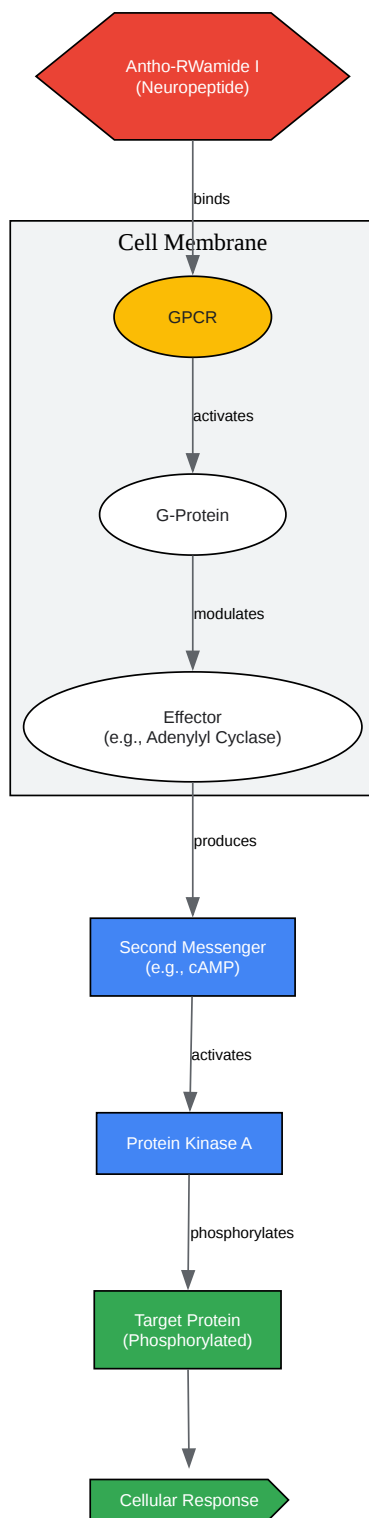 Antho-RWamide I
(Neuropeptide)
binds
Cell Membrane
GPCR
activates
G-Protein
modulates
Effector
(e.g., Adenylyl Cyclase)
produces
Second Messenger
(e.g., cAMP)
activates
Protein Kinase A
phosphorylates
Target Protein
(Phosphorylated)
Cellular Response